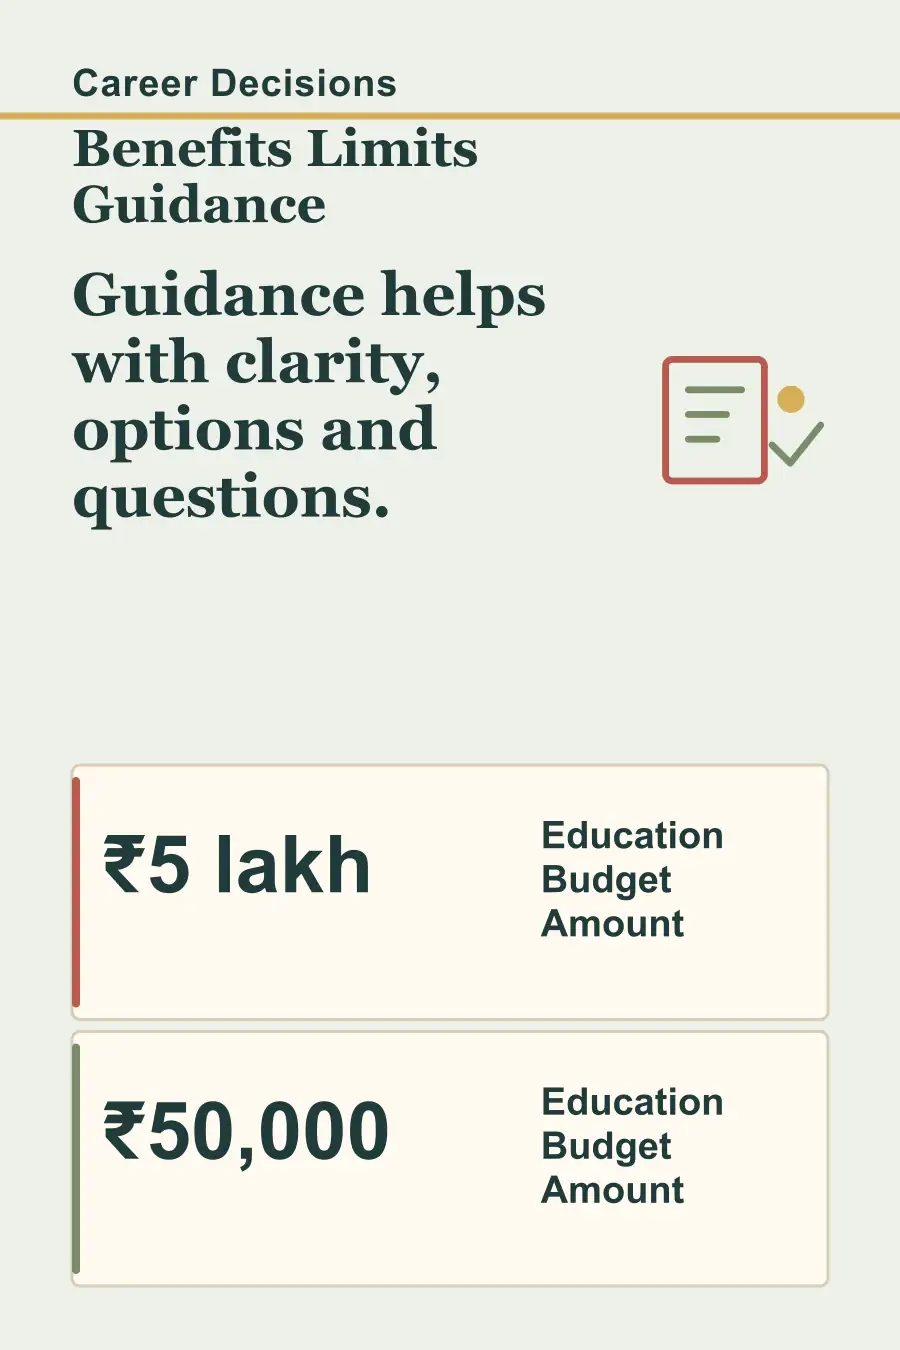 Career Decisions
Benefits Limits
Guidance
Guidance helps
with clarity,
options and
questions.
₹5 lakh
Education
Budget
Amount
₹50,000
Education
Budget
Amount